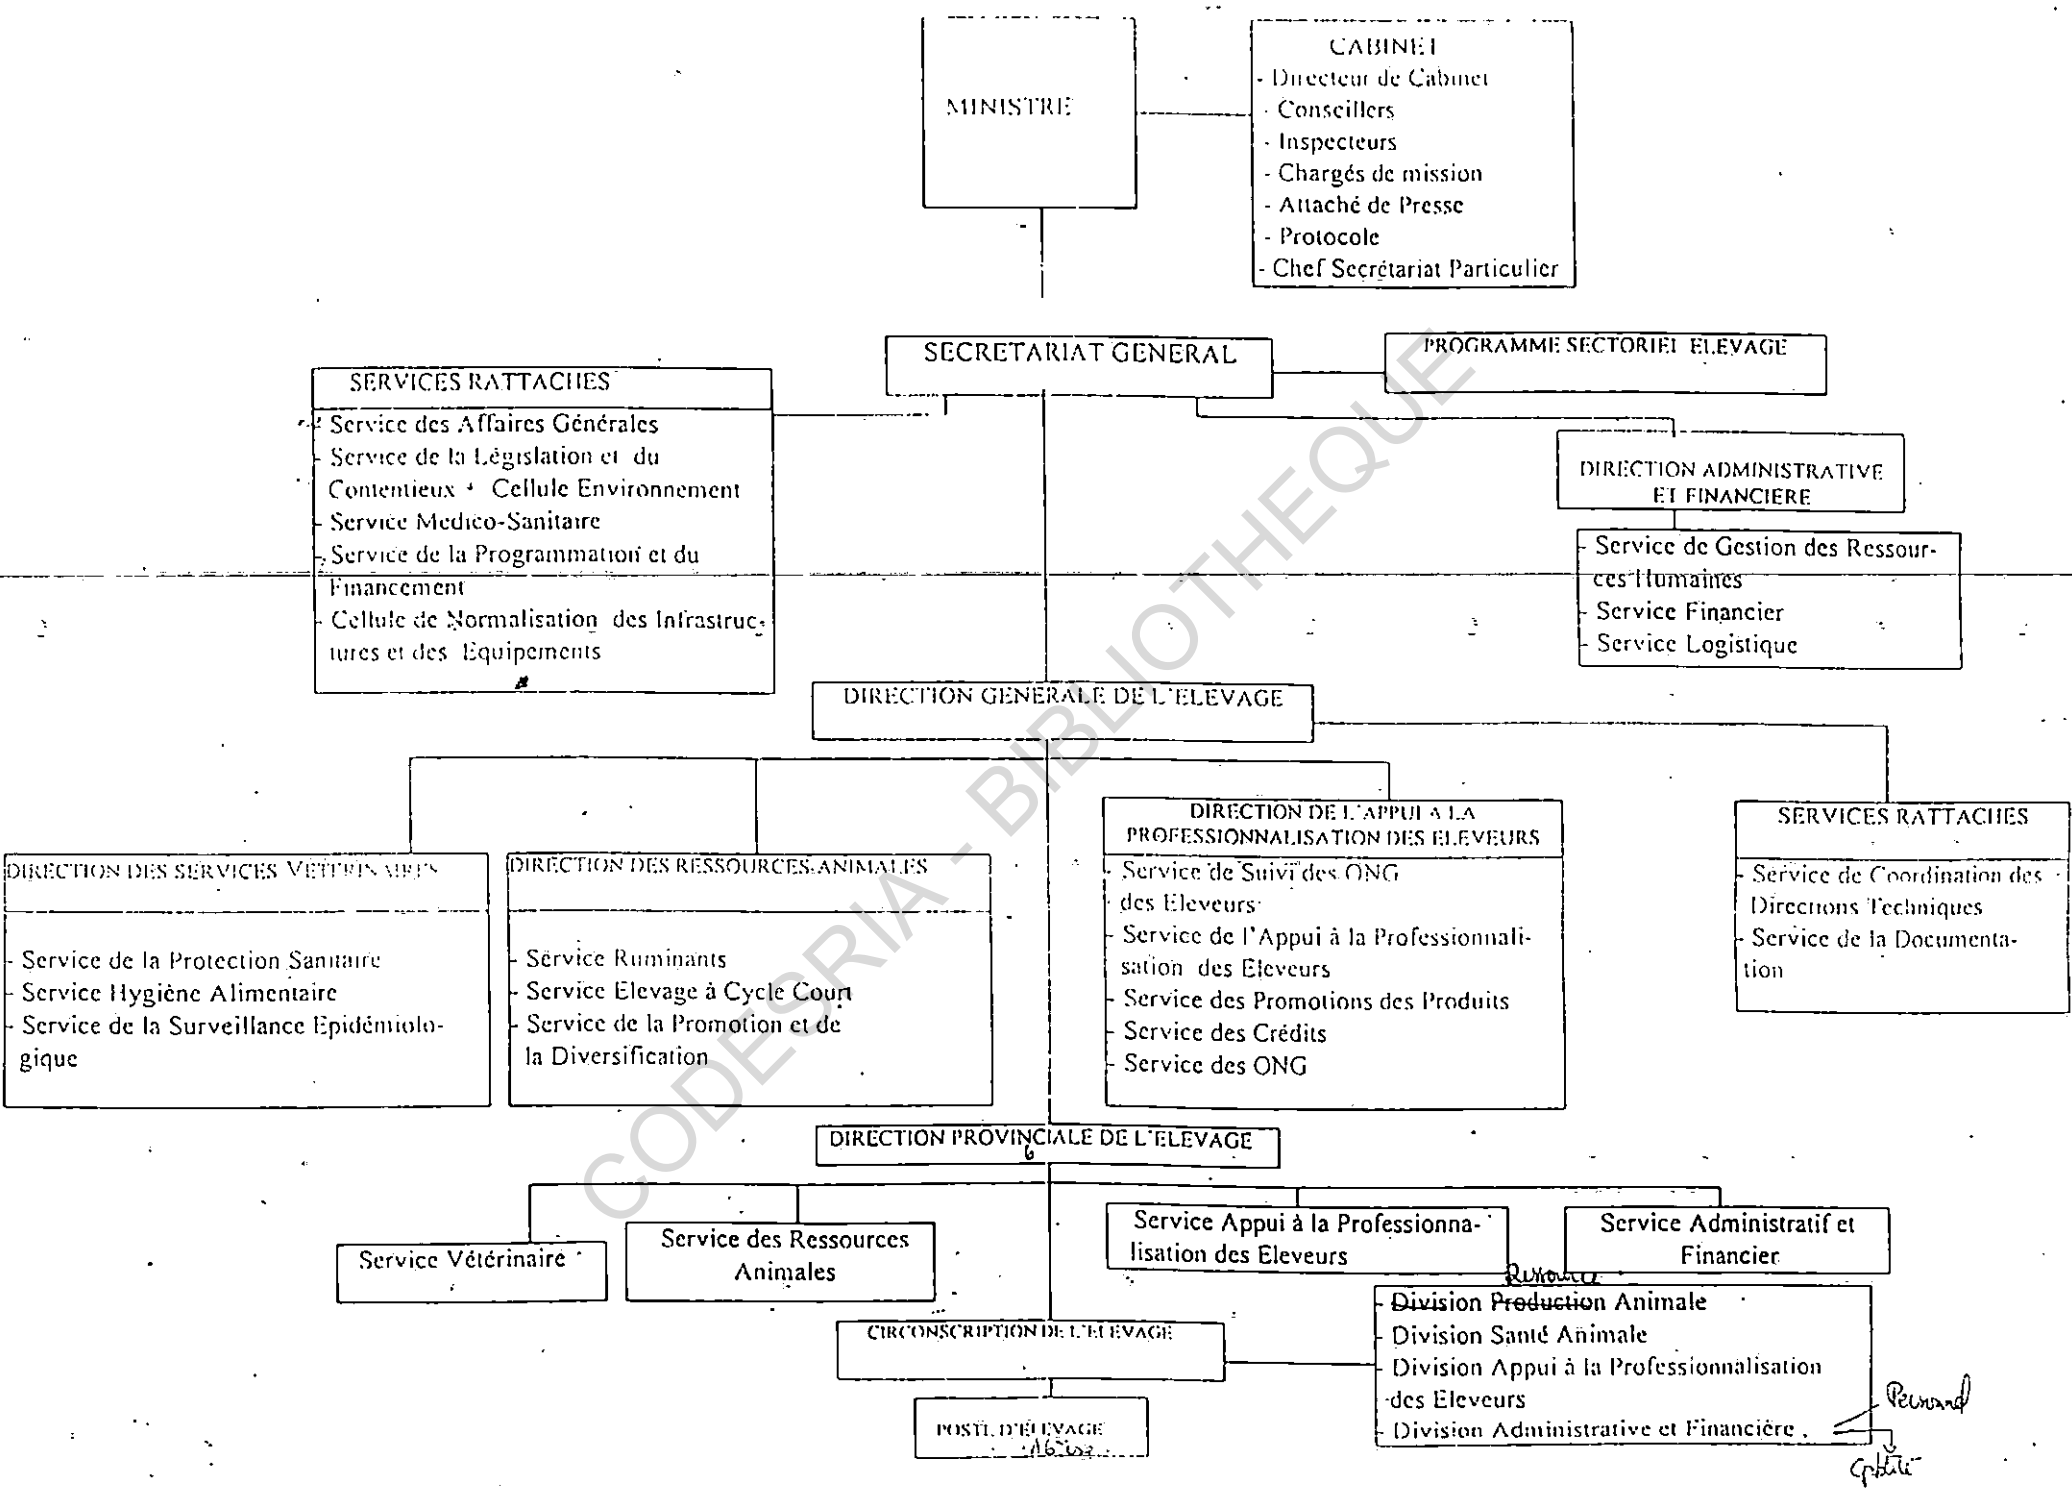 MINISTRE
CABINET
- Directeur de Cabinet
- Conseillers
- Inspecteurs
- Chargés de mission
- Attaché de Presse
- Protocole
- Chef Secrétariat Particulier
SECRETARIAT GENERAL
PROGRAMME SECTORIEL ELEVAGE
SERVICES RATTACHES
- Service des Affaires Générales
- Service de la Législation et du
Contentieux + Cellule Environnement
- Service Medico-Sanitaire
- Service de la Programmation et du
Financement
- Cellule de Normalisation des Infrastruc-
tures et des Equipements
DIRECTION ADMINISTRATIVE
ET FINANCIERE
- Service de Gestion des Ressour-
ces Humaines
- Service Financier
- Service Logistique
DIRECTION GENERALE DE L'ELEVAGE
DIRECTION DES SERVICES VETERINAIRES
- Service de la Protection Sanitaire
- Service Hygiène Alimentaire
- Service de la Surveillance Epidémiolo-
gique
DIRECTION DES RESSOURCES ANIMALES
- Service Ruminants
- Service Elevage à Cycle Court
- Service de la Promotion et de
la Diversification
DIRECTION DE L'APPUI A LA
PROFESSIONNALISATION DES ELEVEURS
- Service de Suivi des ONG
des Eleveurs
- Service de l'Appui à la Professionnali-
sation des Eleveurs
- Service des Promotions des Produits
- Service des Crédits
- Service des ONG
SERVICES RATTACHES
- Service de Coordination des
Directions Techniques
- Service de la Documenta-
tion
DIRECTION PROVINCIALE DE L'ELEVAGE
6
Service Vétérinaire
Service des Ressources
Animales
Service Appui à la Professionna-
lisation des Eleveurs
Service Administratif et
Financier
CIRCONSCRIPTION DE L'ELEVAGE
Ressource
- Division Production Animale
- Division Santé Animale
- Division Appui à la Professionnalisation
des Eleveurs
- Division Administrative et Financière
Personnel
POSTE D'ELEVAGE
CODESRIA - BIBLIOTHEQUE